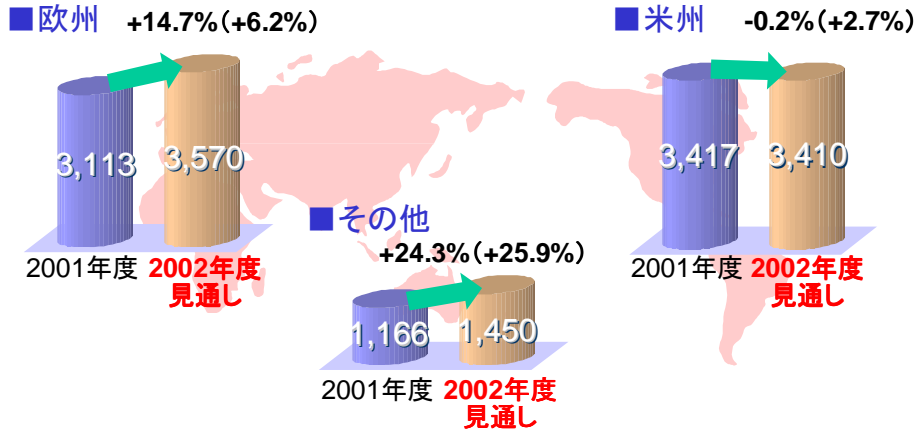 ■欧州 +14.7%(+6.2%)
3,113 3,570
2001年度 2002年度
見通し
■米州 -0.2%(+2.7%)
3,417 3,410
2001年度 2002年度
見通し
■その他
+24.3%(+25.9%)
1,166 1,450
2001年度 2002年度
見通し